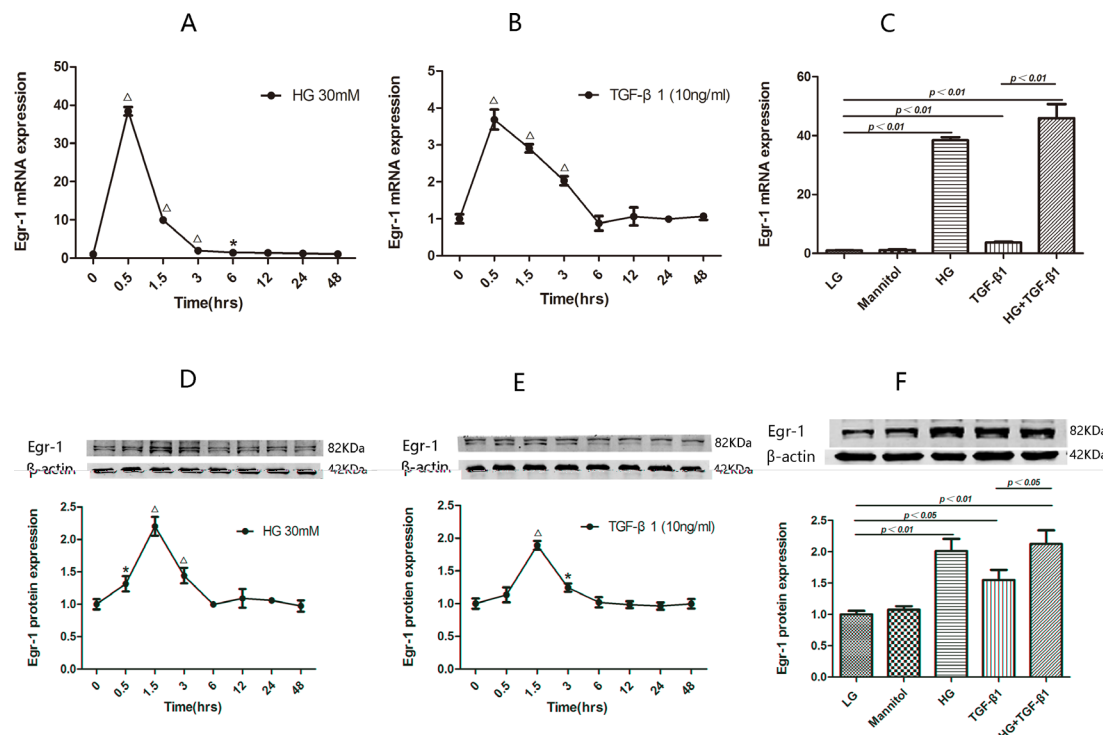 A
B
C
Egr-1 mRNA expression
50
40
30
20
10
0
△
△
△
*
HG 30mM
0 0.5 1.5 3 6 12 24 48
Time(hrs)
Egr-1 mRNA expression
5
4
3
2
1
0
△
△
△
TGF-β 1 (10ng/ml)
0 0.5 1.5 3 6 12 24 48
Time(hrs)
Egr-1 mRNA expression
60
40
20
0
p<0.01
p<0.01
p<0.01
p<0.01
LG Mannitol HG TGF-β1 HG+TGF-β1
D
E
F
Egr-1 82KDa
β-actin 42KDa
Egr-1 protein expression
2.5
2.0
1.5
1.0
0.5
0.0
*
△
△
HG 30mM
0 0.5 1.5 3 6 12 24 48
Time(hrs)
Egr-1 82KDa
β-actin 42KDa
Egr-1 protien expression
2.5
2.0
1.5
1.0
0.5
0.0
△
*
TGF-β 1 (10ng/ml)
0 0.5 1.5 3 6 12 24 48
Time(hrs)
Egr-1 82KDa
β-actin 42KDa
Egr-1 protein expression
2.5
2.0
1.5
1.0
0.5
0.0
p<0.05
p<0.01
p<0.05
p<0.01
LG Mannitol HG TGF-β1 HG+TGF-β1